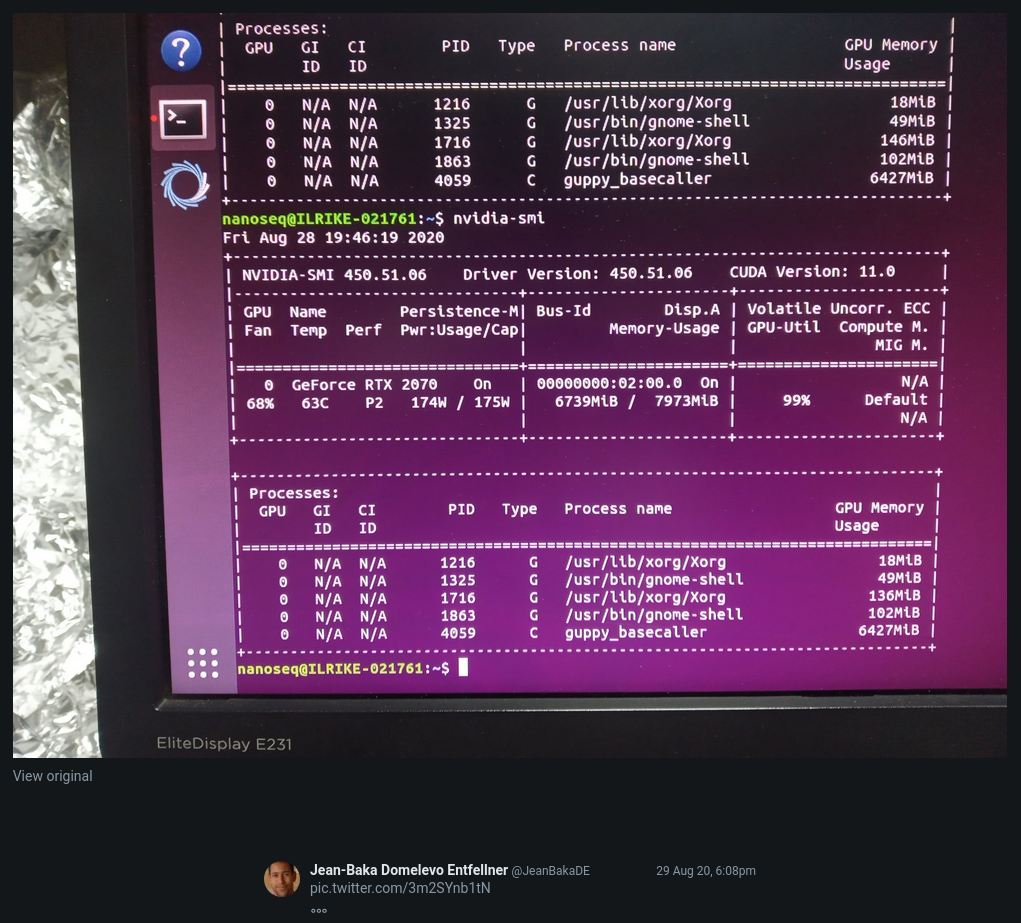 Processes:
GPU GI CI PID Type Process name GPU Memory
ID ID Usage
0 N/A N/A 1216 G /usr/lib/xorg/Xorg 18MiB
0 N/A N/A 1325 G /usr/bin/gnome-shell 49MiB
0 N/A N/A 1716 G /usr/lib/xorg/Xorg 146MiB
0 N/A N/A 1863 G /usr/bin/gnome-shell 102MiB
0 N/A N/A 4059 C guppy_basecaller 6427MiB
nanoseq@ILRIKE-021761:~$ nvidia-smi
Fri Aug 28 19:46:19 2020
NVIDIA-SMI 450.51.06 Driver Version: 450.51.06 CUDA Version: 11.0
GPU Name Persistence-M| Bus-Id Disp.A | Volatile Uncorr. ECC
Fan Temp Perf Pwr:Usage/Cap| Memory-Usage | GPU-Util Compute M.
MIG M.
0 GeForce RTX 2070 On | 00000000:02:00.0 On | N/A
68% 63C P2 174W / 175W | 6739MiB / 7973MiB | 99% Default
N/A
Processes:
GPU GI CI PID Type Process name GPU Memory
ID ID Usage
0 N/A N/A 1216 G /usr/lib/xorg/Xorg 18MiB
0 N/A N/A 1325 G /usr/bin/gnome-shell 49MiB
0 N/A N/A 1716 G /usr/lib/xorg/Xorg 136MiB
0 N/A N/A 1863 G /usr/bin/gnome-shell 102MiB
0 N/A N/A 4059 C guppy_basecaller 6427MiB
nanoseq@ILRIKE-021761:~$
EliteDisplay E231
View original
Jean-Baka Domelevo Entfellner @JeanBakaDE 29 Aug 20, 6:08pm
pic.twitter.com/3m2SYnb1tN